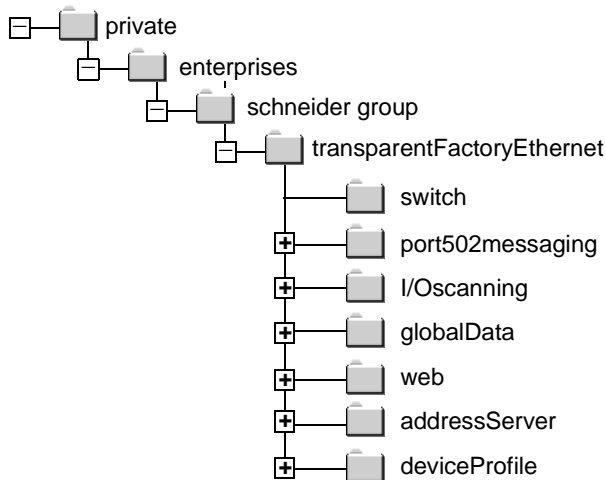 private
enterprises
schneider group
transparentFactoryEthernet
switch
port502messaging
I/Oscanning
globalData
web
addressServer
deviceProfile